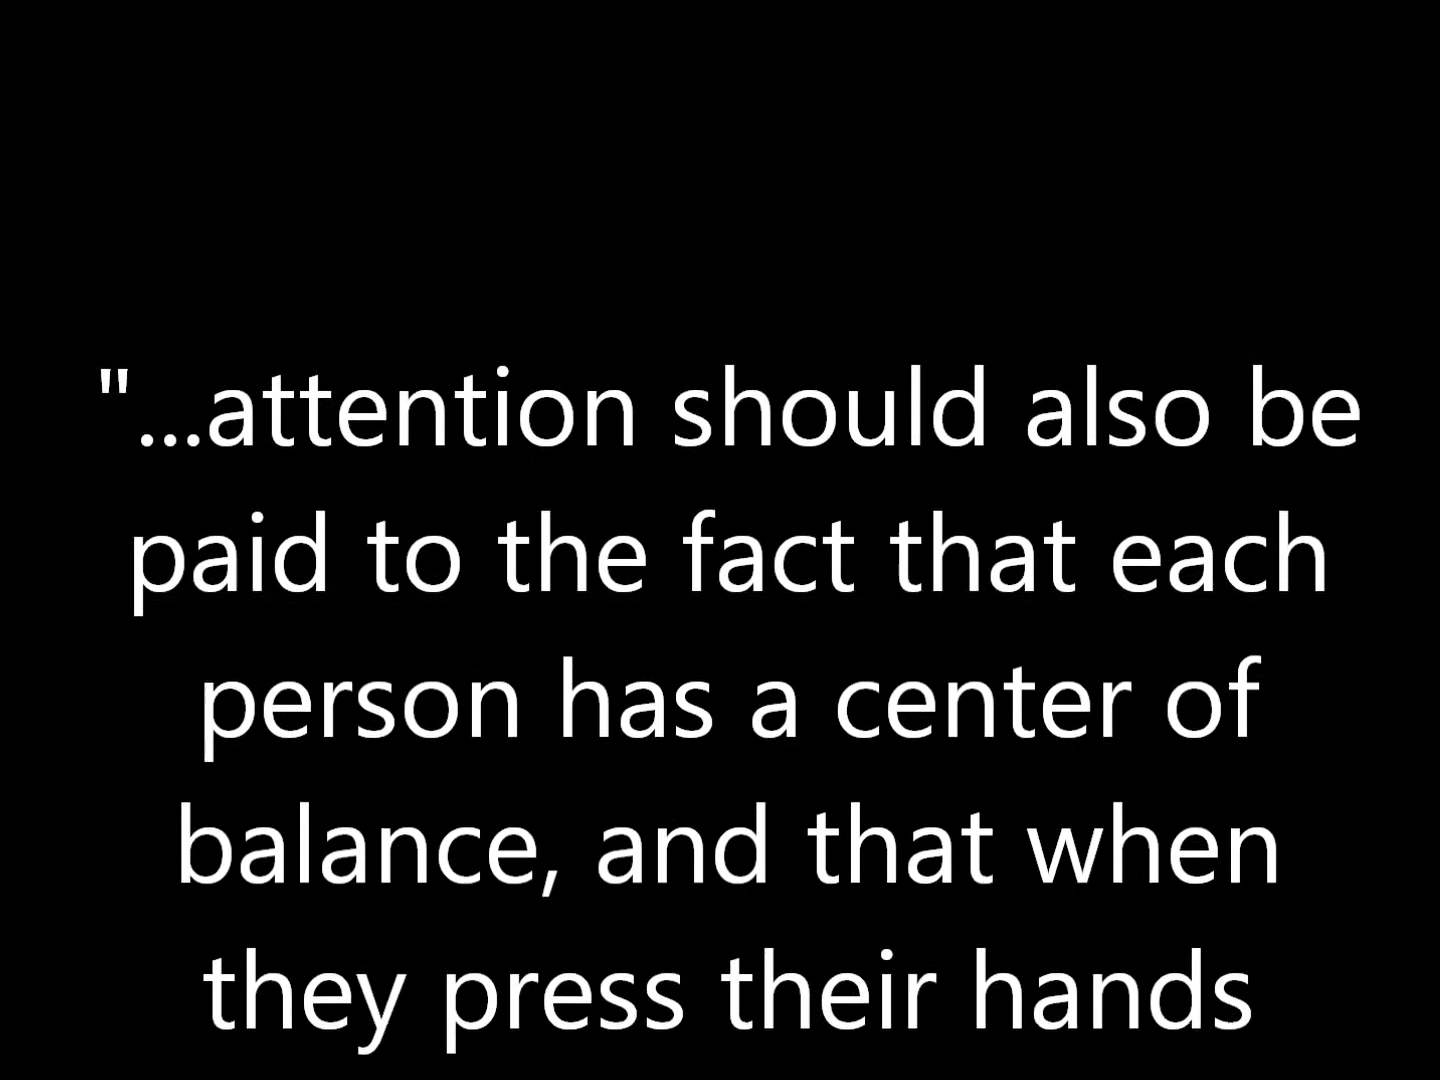 "...attention should also be
paid to the fact that each
person has a center of
balance, and that when
they press their hands